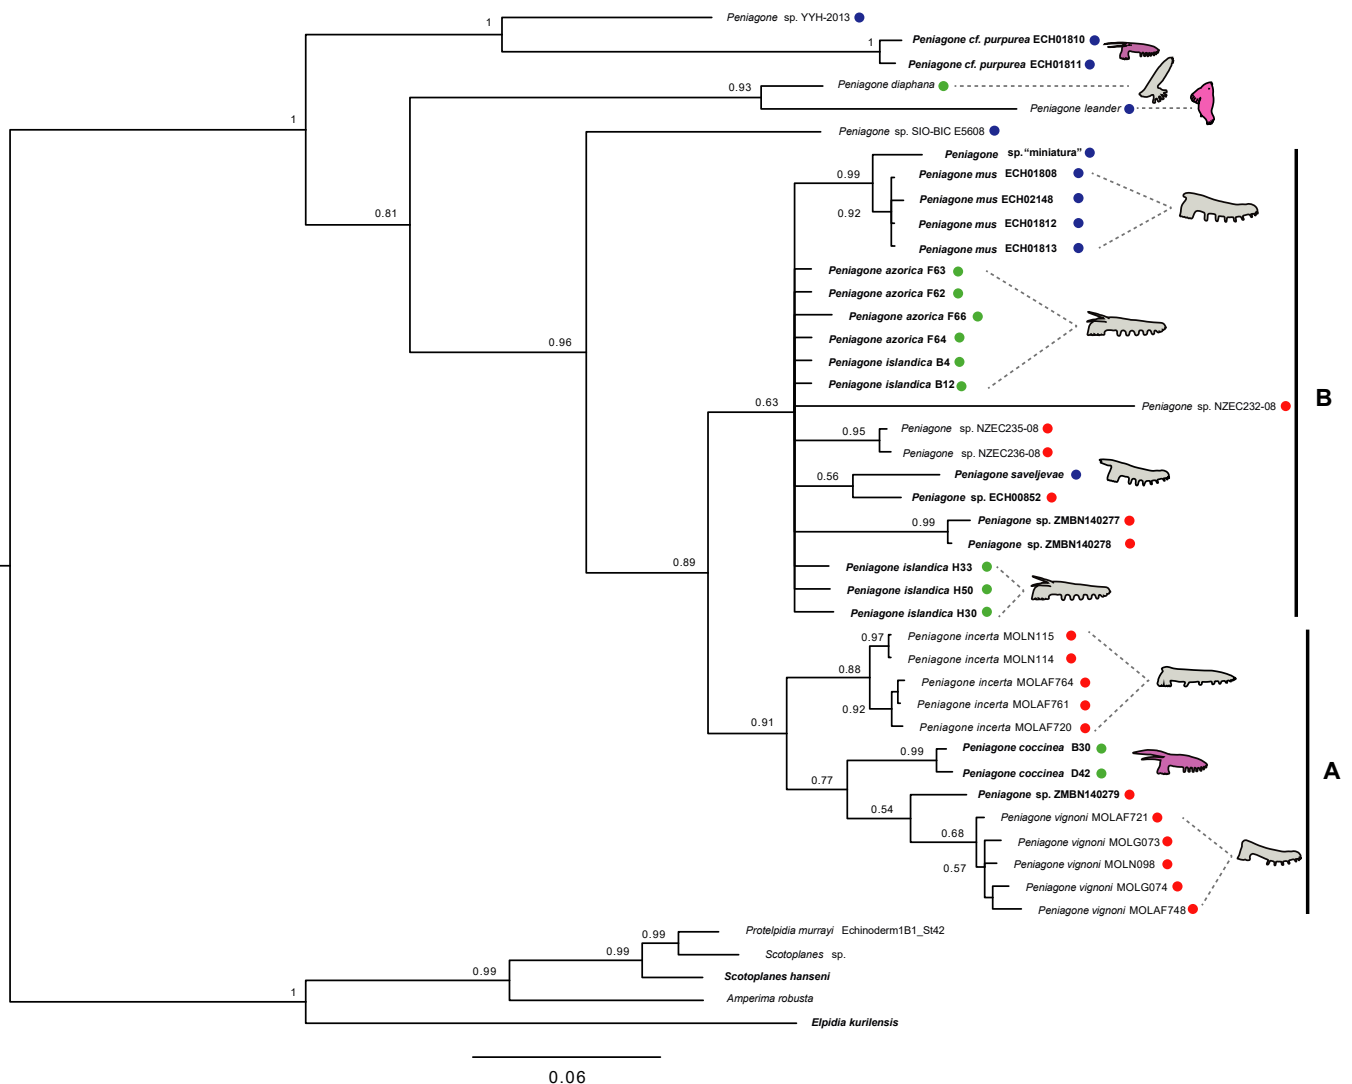 Peniagone sp. YYH-2013
1
Peniagone cf. purpurea ECH01810
1
Peniagone cf. purpurea ECH01811
Peniagone diaphana
0.93
Peniagone leander
1
Peniagone sp. SIO-BIC E5608
Peniagone sp. "miniatura"
0.99
Peniagone mus ECH01808
Peniagone mus ECH02148
0.92
0.81
Peniagone mus ECH01812
Peniagone mus ECH01813
Peniagone azorica F63
Peniagone azorica F62
Peniagone azorica F66
Peniagone azorica F64
0.96
Peniagone islandica B4
Peniagone islandica B12
B
0.63
Peniagone sp. NZEC232-08
0.95
Peniagone sp. NZEC235-08
Peniagone sp. NZEC236-08
0.56
Peniagone saveljevae
Peniagone sp. ECH00852
0.99
Peniagone sp. ZMBN140277
Peniagone sp. ZMBN140278
0.89
Peniagone islandica H33
Peniagone islandica H50
Peniagone islandica H30
0.97
Peniagone incerta MOLN115
Peniagone incerta MOLN114
0.88
Peniagone incerta MOLAF764
Peniagone incerta MOLAF761
0.92
0.91
Peniagone incerta MOLAF720
0.99
Peniagone coccinea B30
Peniagone coccinea D42
A
0.77
Peniagone sp. ZMBN140279
0.54
Peniagone vignoni MOLAF721
0.68
Peniagone vignoni MOLG073
Peniagone vignoni MOLN098
0.57
Peniagone vignoni MOLG074
Peniagone vignoni MOLAF748
Protelpidia murrayi Echinoderm1B1_St42
0.99
0.99
Scotoplanes sp.
0.99
Scotoplanes hanseni
1
Amperima robusta
Elpidia kurilensis
0.06